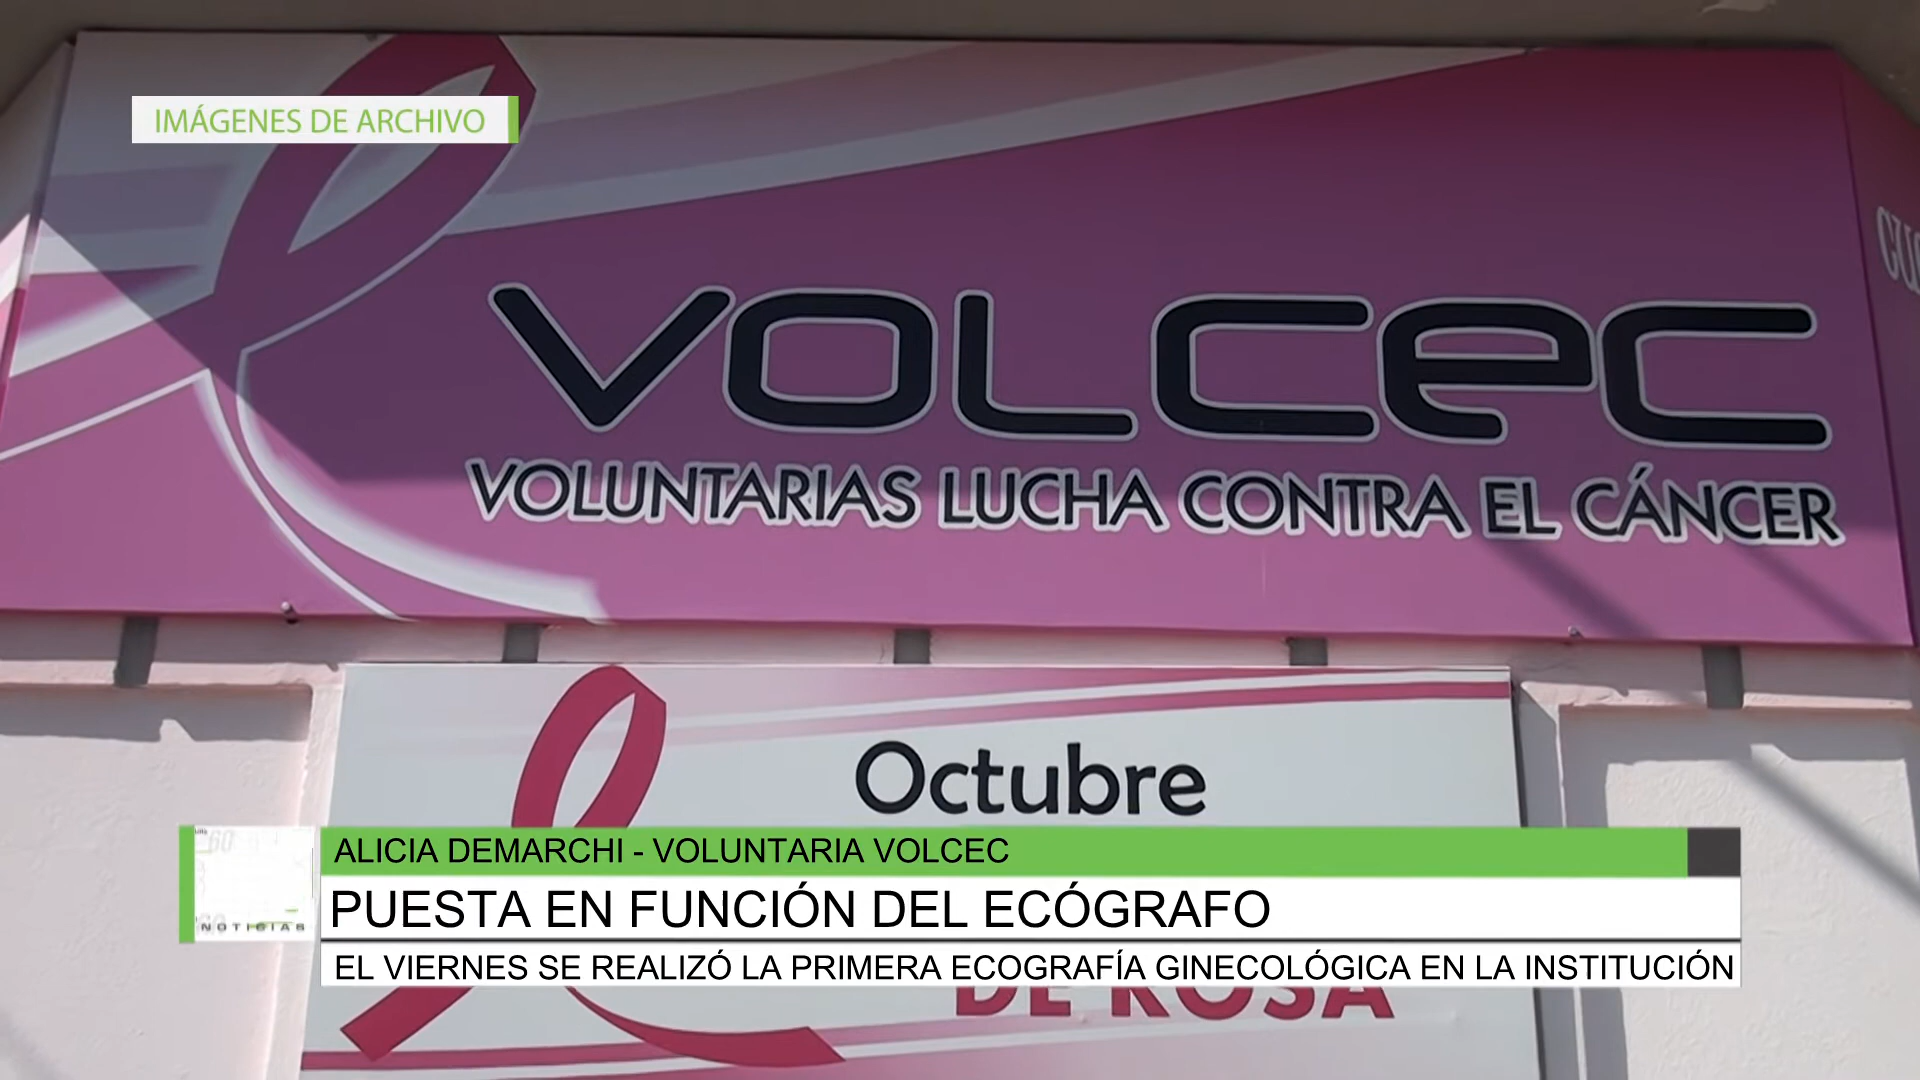 IMÁGENES DE ARCHIVO
VOLCEC
VOLUNTARIAS LUCHA CONTRA EL CÁNCER
Octubre
ALICIA DEMARCHI - VOLUNTARIA VOLCEC
PUESTA EN FUNCIÓN DEL ECÓGRAFO
NOTICIAS
EL VIERNES SE REALIZÓ LA PRIMERA ECOGRAFÍA GINECOLÓGICA EN LA INSTITUCIÓN
DE ROSA